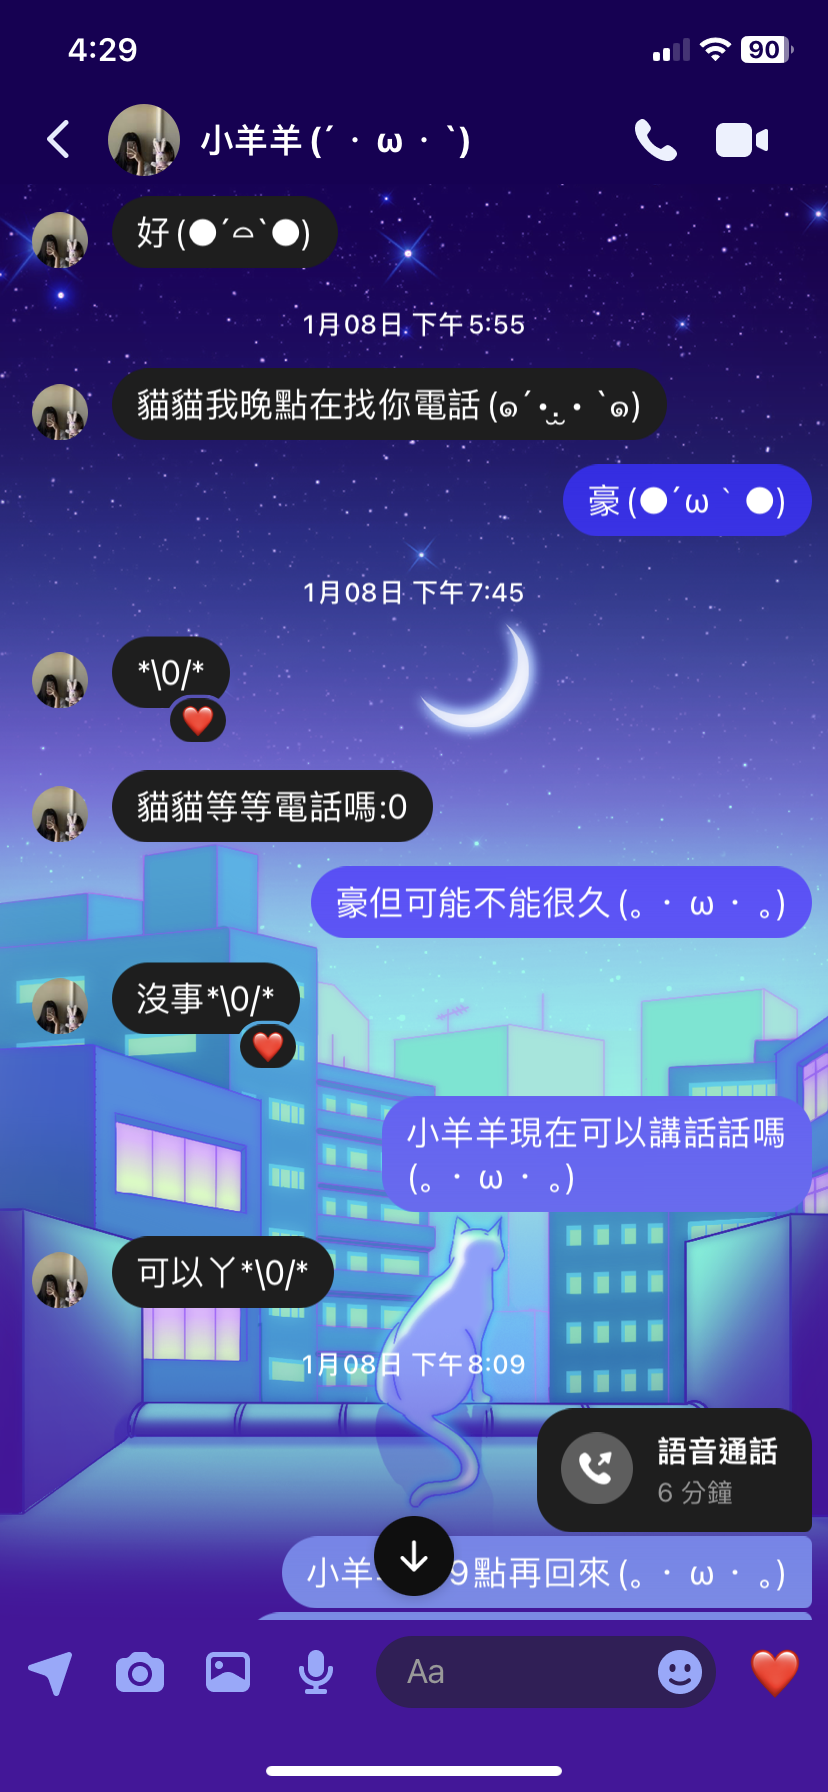 4:29
90
小羊羊 (´・ω・`)
好 (●´⌓`●)
1月08日 下午5:55
貓貓我晚點在找你電話 (๑´•.̫ • `๑)
豪 (●´ω｀●)
1月08日 下午7:45
*\0/*
貓貓等等電話嗎:0
豪但可能不能很久 (。・ω・。)
沒事*\0/*
小羊羊現在可以講話話嗎
(。・ω・。)
可以丫*\0/*
1月08日 下午8:09
語音通話
6 分鐘
小羊 9點再回來 (。・ω・。)
Aa